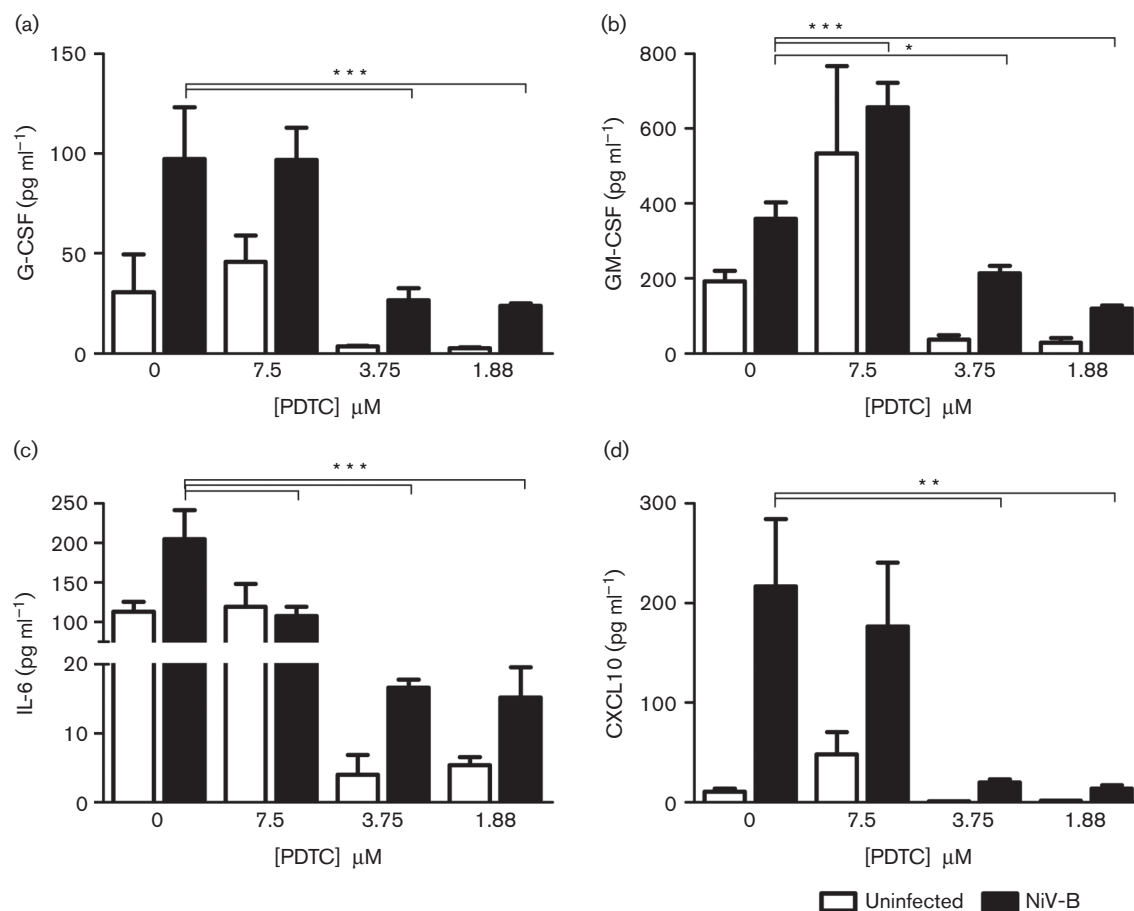 (a)
***
150
100
50
0
G-CSF (pg ml⁻¹)
0 7.5 3.75 1.88
[PDTC] μM
(b)
***
*
800
600
400
200
0
GM-CSF (pg ml⁻¹)
0 7.5 3.75 1.88
[PDTC] μM
(c)
***
250
200
150
100
20
10
0
IL-6 (pg ml⁻¹)
0 7.5 3.75 1.88
[PDTC] μM
(d)
**
300
200
100
0
CXCL10 (pg ml⁻¹)
0 7.5 3.75 1.88
[PDTC] μM
Uninfected NiV-B